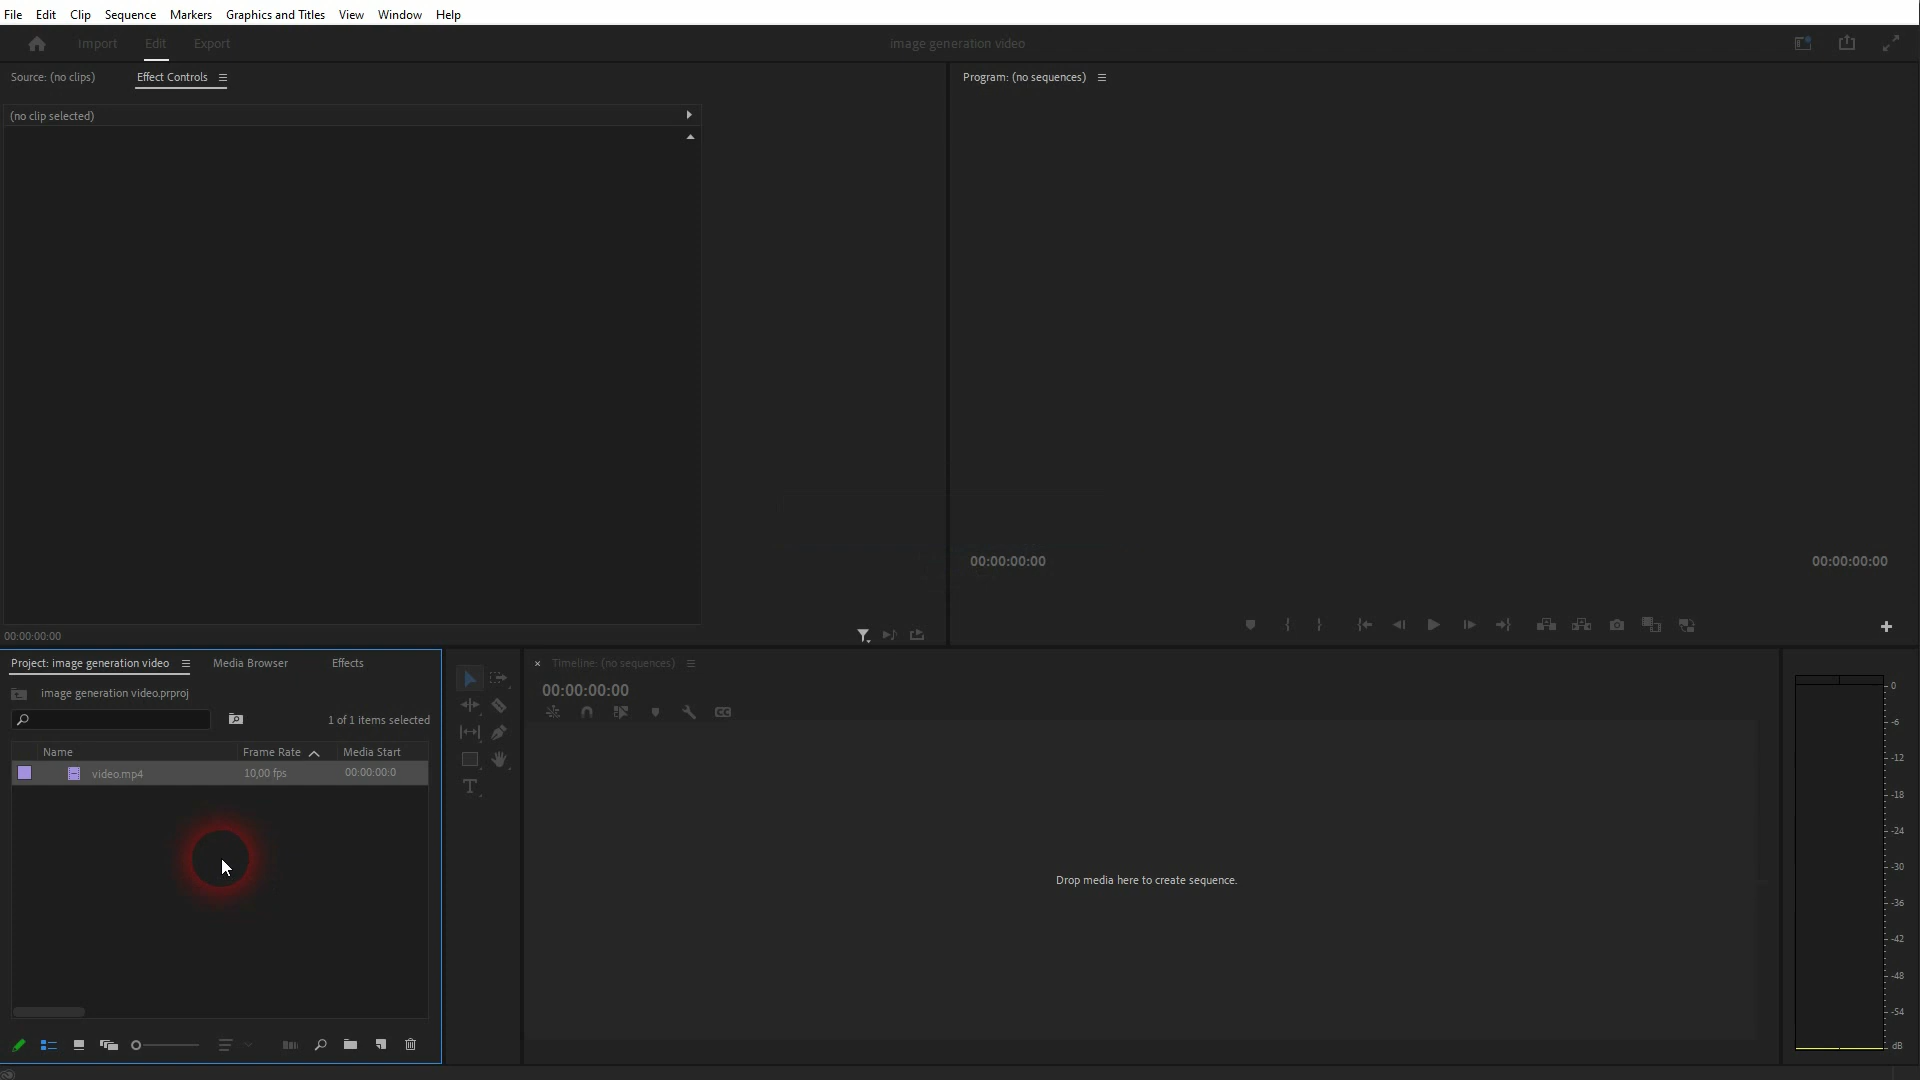 File Edit Clip Sequence Markers Graphics and Titles View Window Help
Import Edit Export image generation video
Source: (no clips) Effect Controls
Program: (no sequences)
(no clip selected)
00:00:00:00 00:00:00:00
00:00:00:00
Project: image generation video Media Browser Effects
Timeline: (no sequences)
image generation video.prproj
00:00:00:00
1 of 1 items selected
CC
Name Frame Rate Media Start
video.mp4 10,00 fps 00:00:00:0
T
Drop media here to create sequence.
0
-6
-12
-18
-24
-30
-36
-42
-48
-54
dB